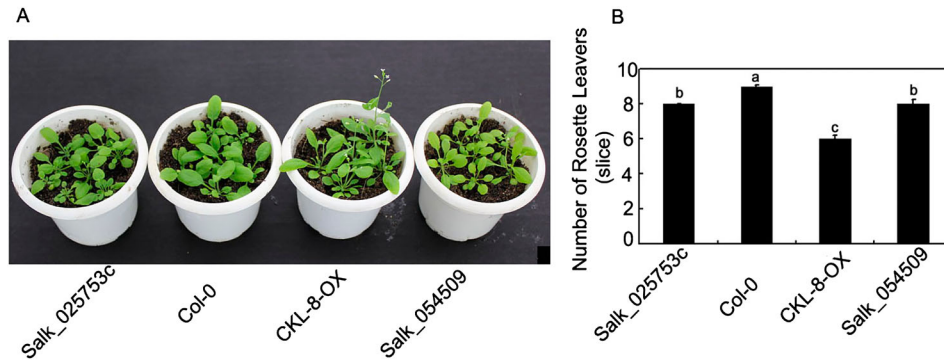 A
Salk_025753c
Col-0
CKL-8-OX
Salk_054509
B
Number of Rosette Leavers
(slice)
10
8
6
4
2
0
b
a
c
b
Salk_025753c
Col-0
CKL-8-OX
Salk_054509